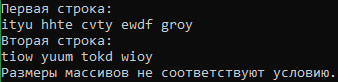 Первая строка:
ityu hhte cvty ewdf groy
Вторая строка:
tiow yuum tokd wioy
Размеры массивов не соответствуют условию.